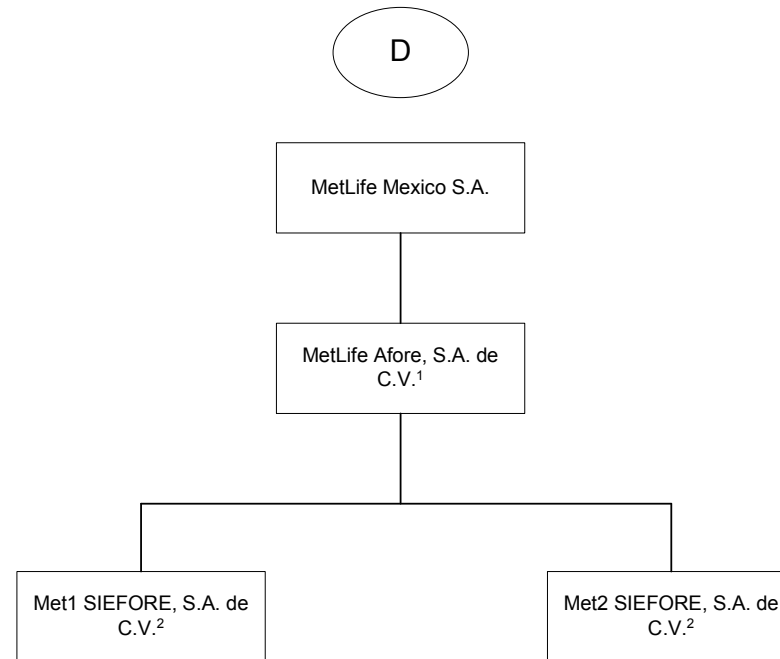 D
MetLife Mexico S.A.
MetLife Afore, S.A. de
C.V.¹
Met1 SIEFORE, S.A. de
C.V.²
Met2 SIEFORE, S.A. de
C.V.²